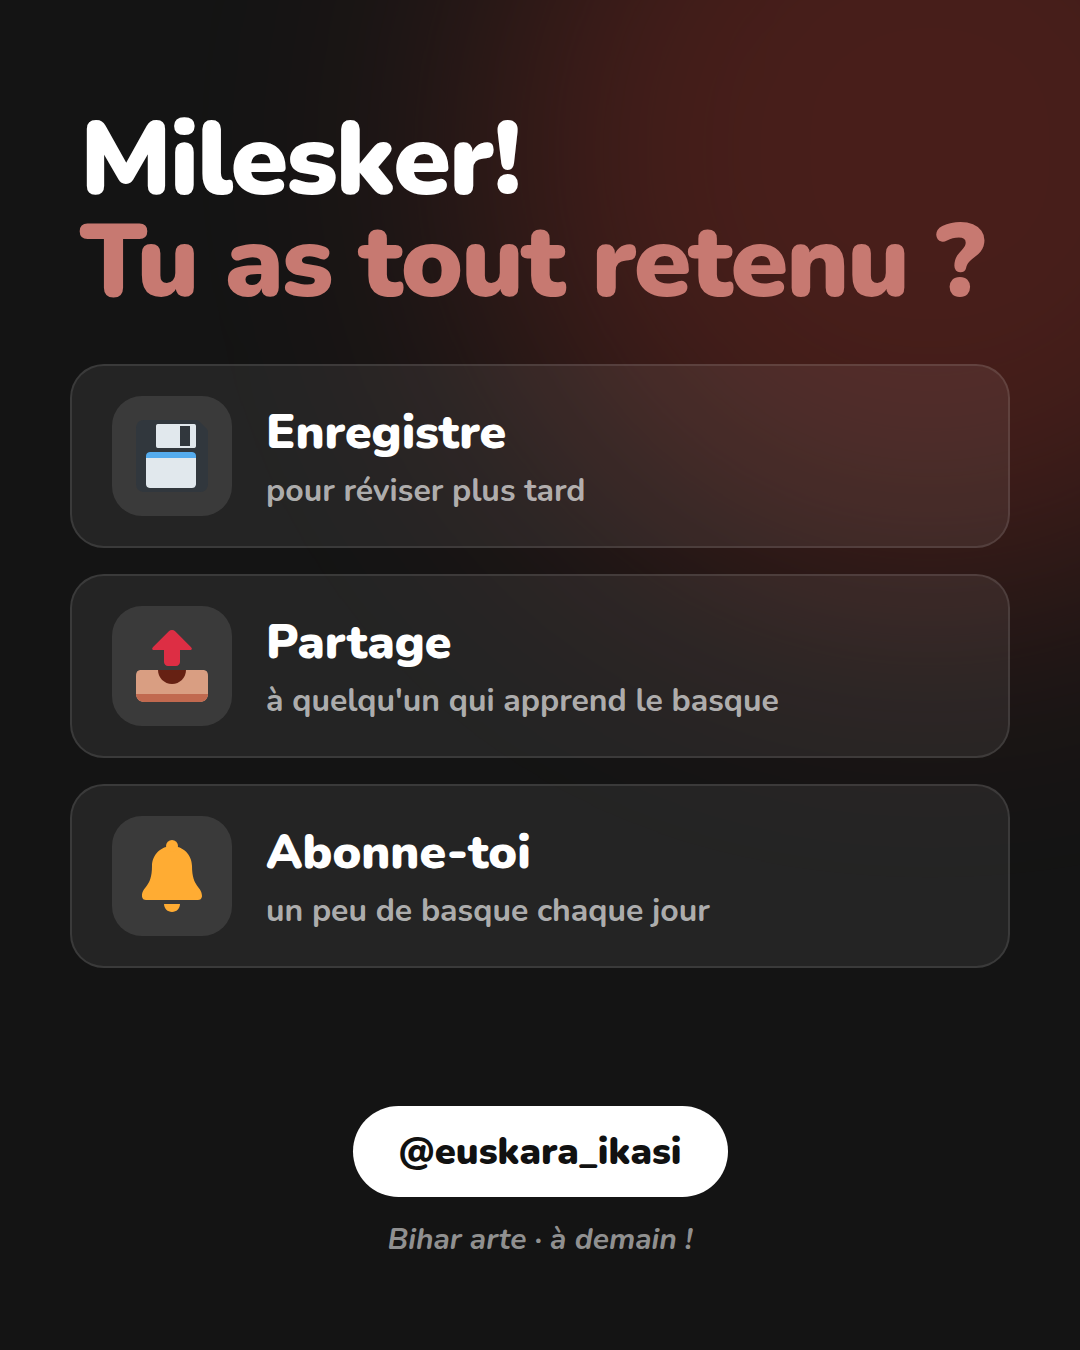 Milesker!
Tu as tout retenu ?
Enregistre
pour réviser plus tard
Partage
à quelqu'un qui apprend le basque
Abonne-toi
un peu de basque chaque jour
@euskara_ikasi
Bihar arte · à demain !